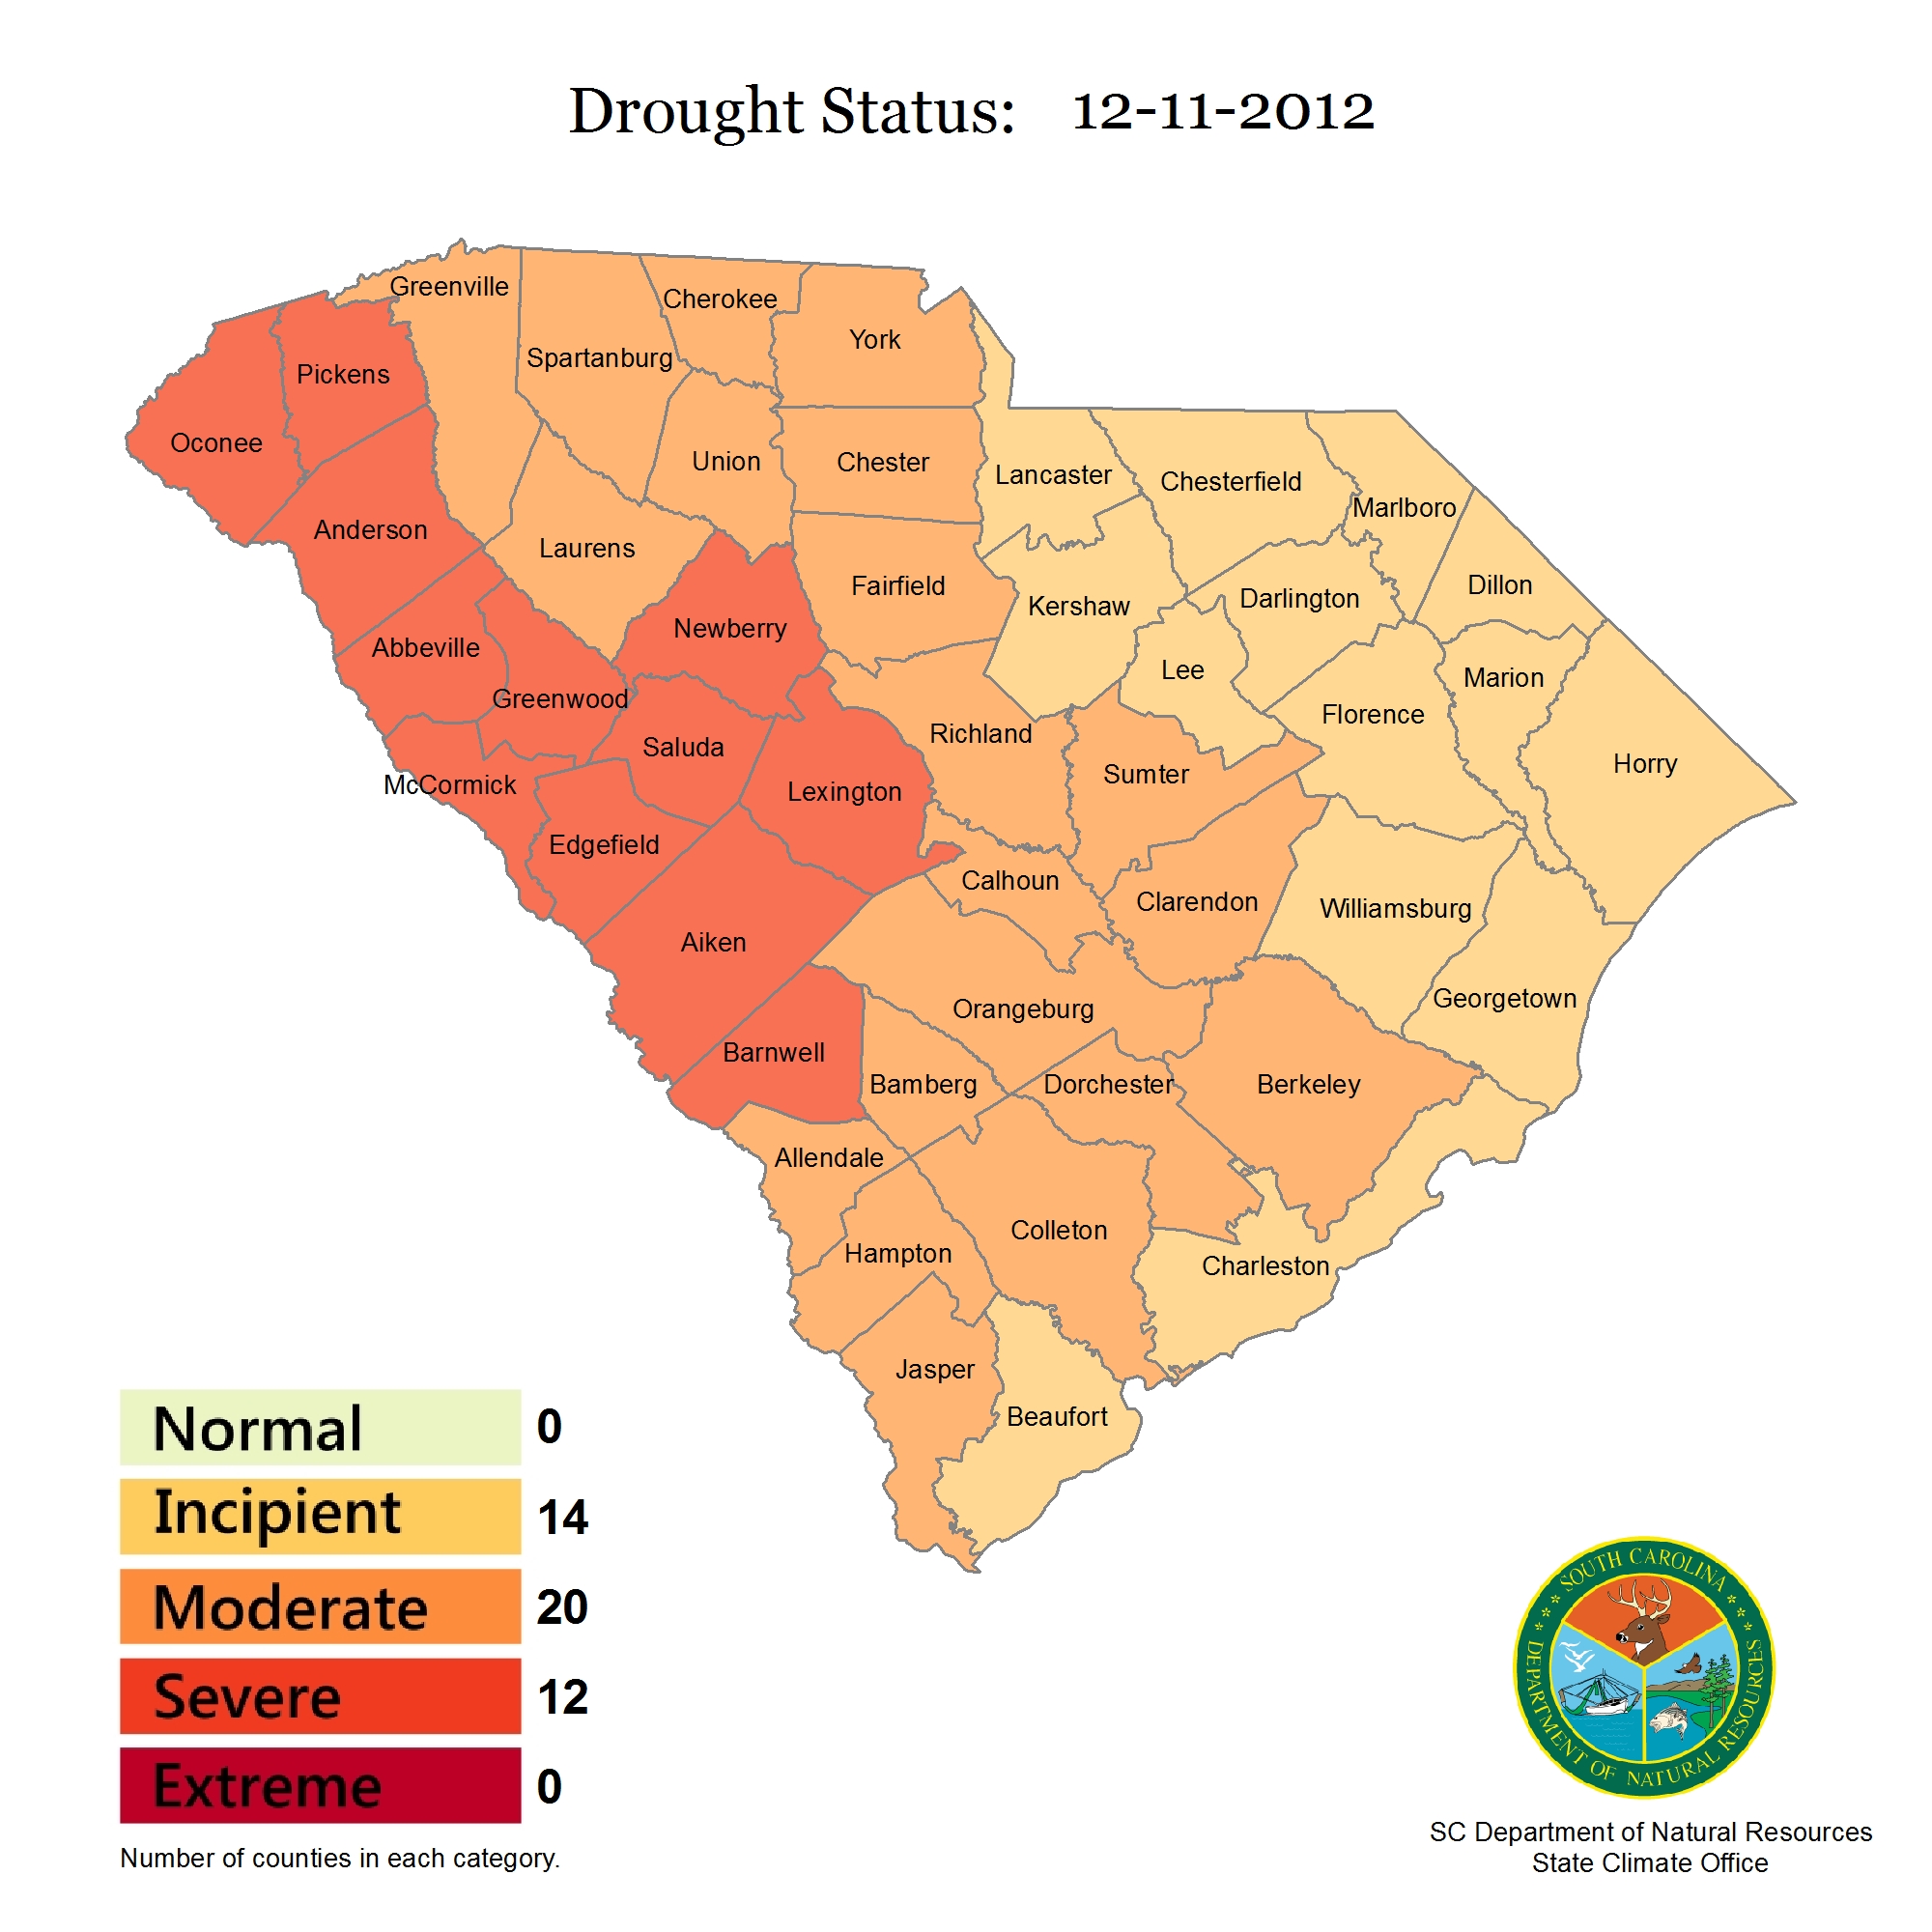 Drought Status: 12-11-2012
Greenville
Cherokee
York
Spartanburg
Pickens
Oconee
Union
Chester
Lancaster
Chesterfield
Marlboro
Anderson
Laurens
Fairfield
Dillon
Darlington
Kershaw
Newberry
Abbeville
Lee
Marion
Greenwood
Florence
Richland
Saluda
Horry
Sumter
McCormick
Lexington
Edgefield
Calhoun
Clarendon
Williamsburg
Aiken
Georgetown
Orangeburg
Barnwell
Bamberg
Dorchester
Berkeley
Allendale
Colleton
Hampton
Charleston
Jasper
Beaufort
Normal 0
Incipient 14
Moderate 20
Severe 12
Extreme 0
Number of counties in each category.
SOUTH CAROLINA
DEPARTMENT OF NATURAL RESOURCES
SC Department of Natural Resources
State Climate Office